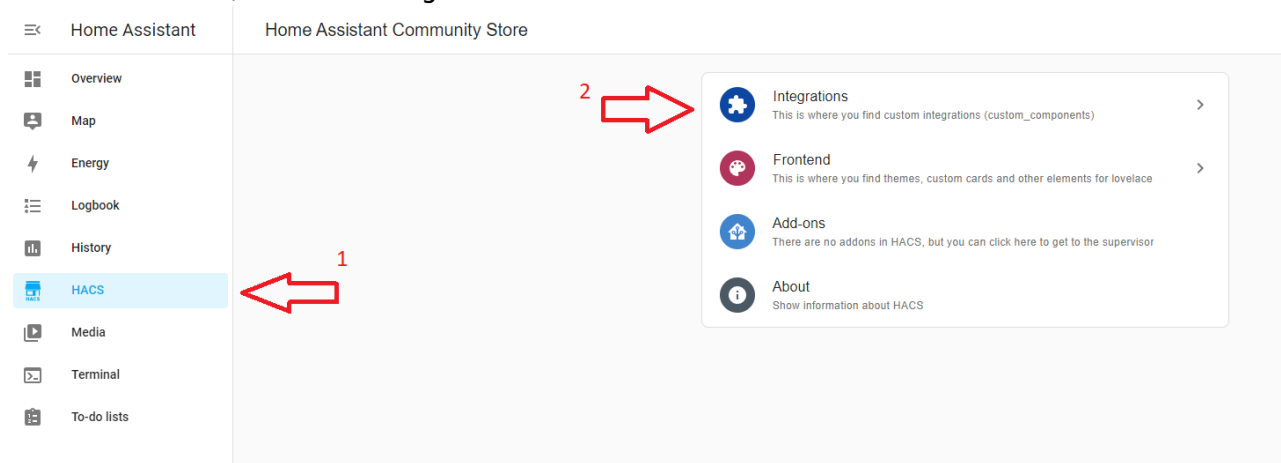 Home Assistant
Home Assistant Community Store
Overview
Map
Energy
Logbook
History
HACS
HACS
Media
Terminal
To-do lists
1
2
Integrations
This is where you find custom integrations (custom_components)
Frontend
This is where you find themes, custom cards and other elements for lovelace
Add-ons
There are no addons in HACS, but you can click here to get to the supervisor
About
Show information about HACS